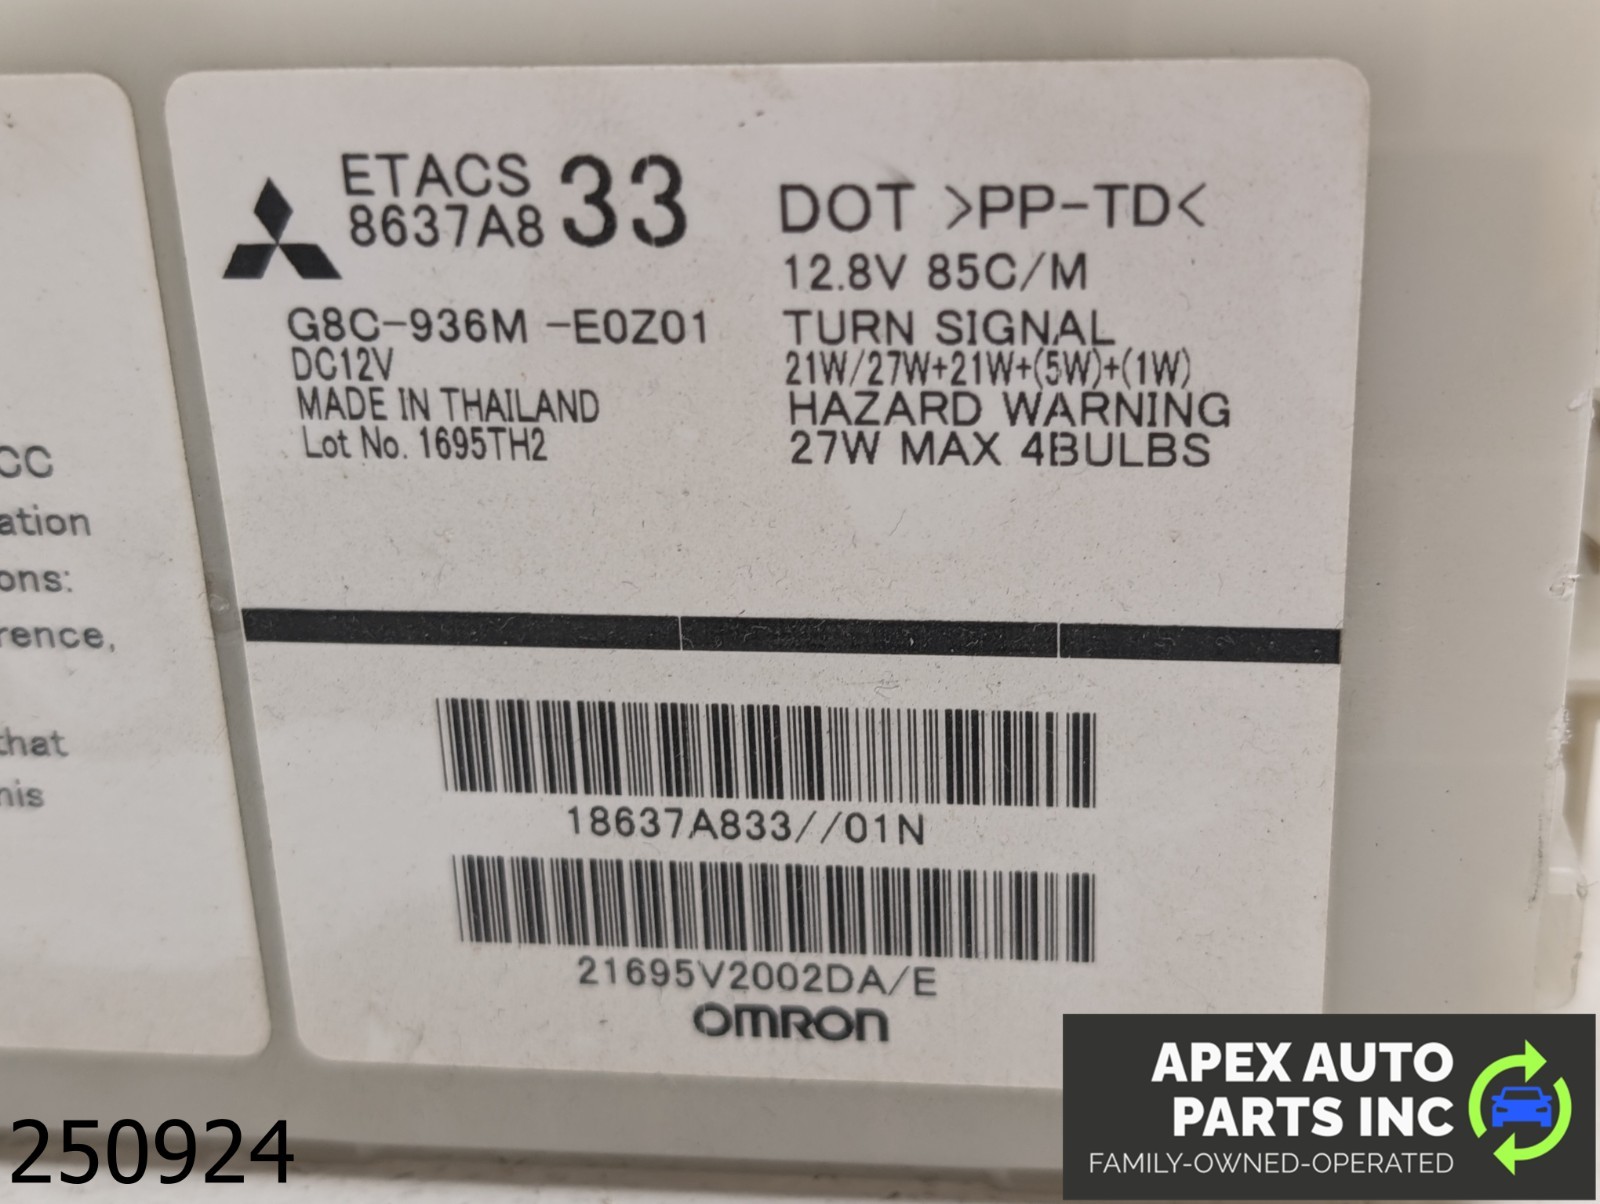 CC
ation
ons:
rence,
that
his
ETACS
8637A833
G8C-936M -E0Z01
DC12V
MADE IN THAILAND
Lot No. 1695TH2
DOT >PP-TD<
12.8V 85C/M
TURN SIGNAL
21W/27W+21W+(5W)+(1W)
HAZARD WARNING
27W MAX 4BULBS
18637A833//01N
21695V2002DA/E
OMRON
250924
APEX AUTO
PARTS INC
FAMILY-OWNED-OPERATED